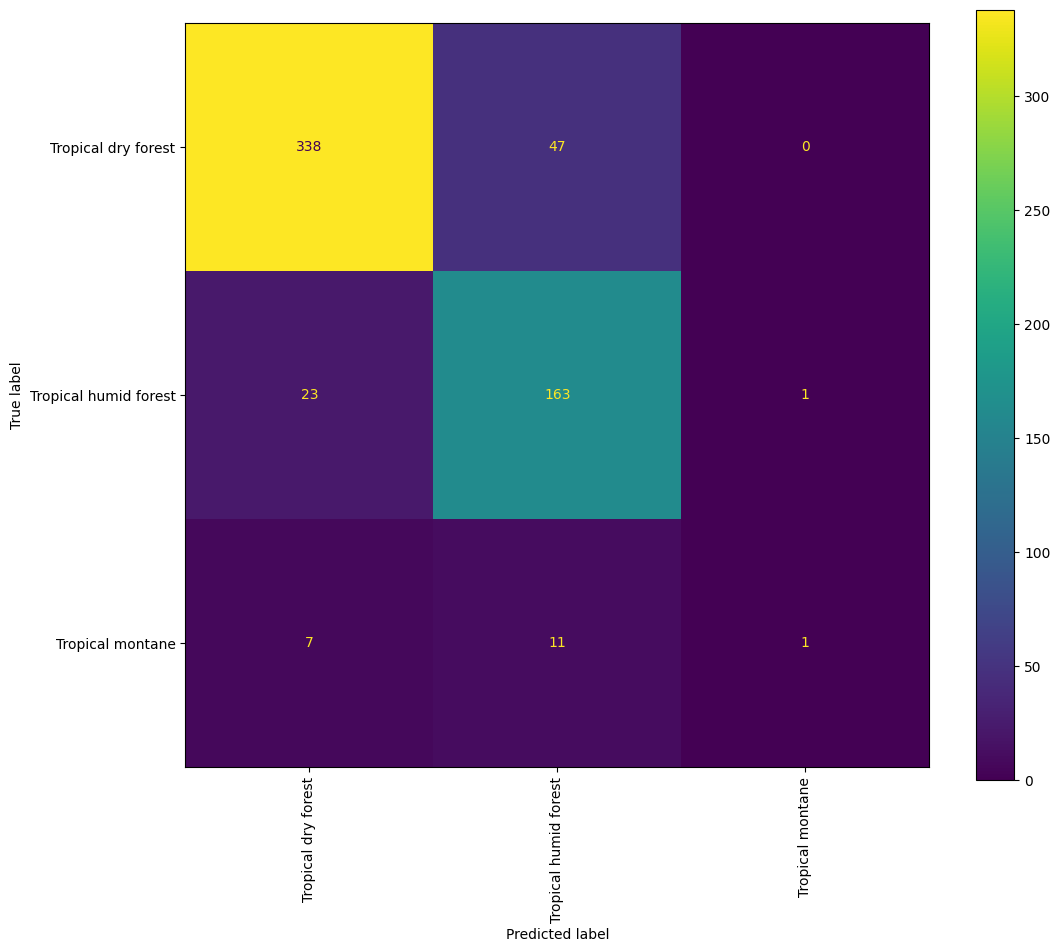 Tropical dry forest
Tropical humid forest
Tropical montane
True label
338
47
0
23
163
1
7
11
1
Tropical dry forest
Tropical humid forest
Tropical montane
Predicted label
300
250
200
150
100
50
0